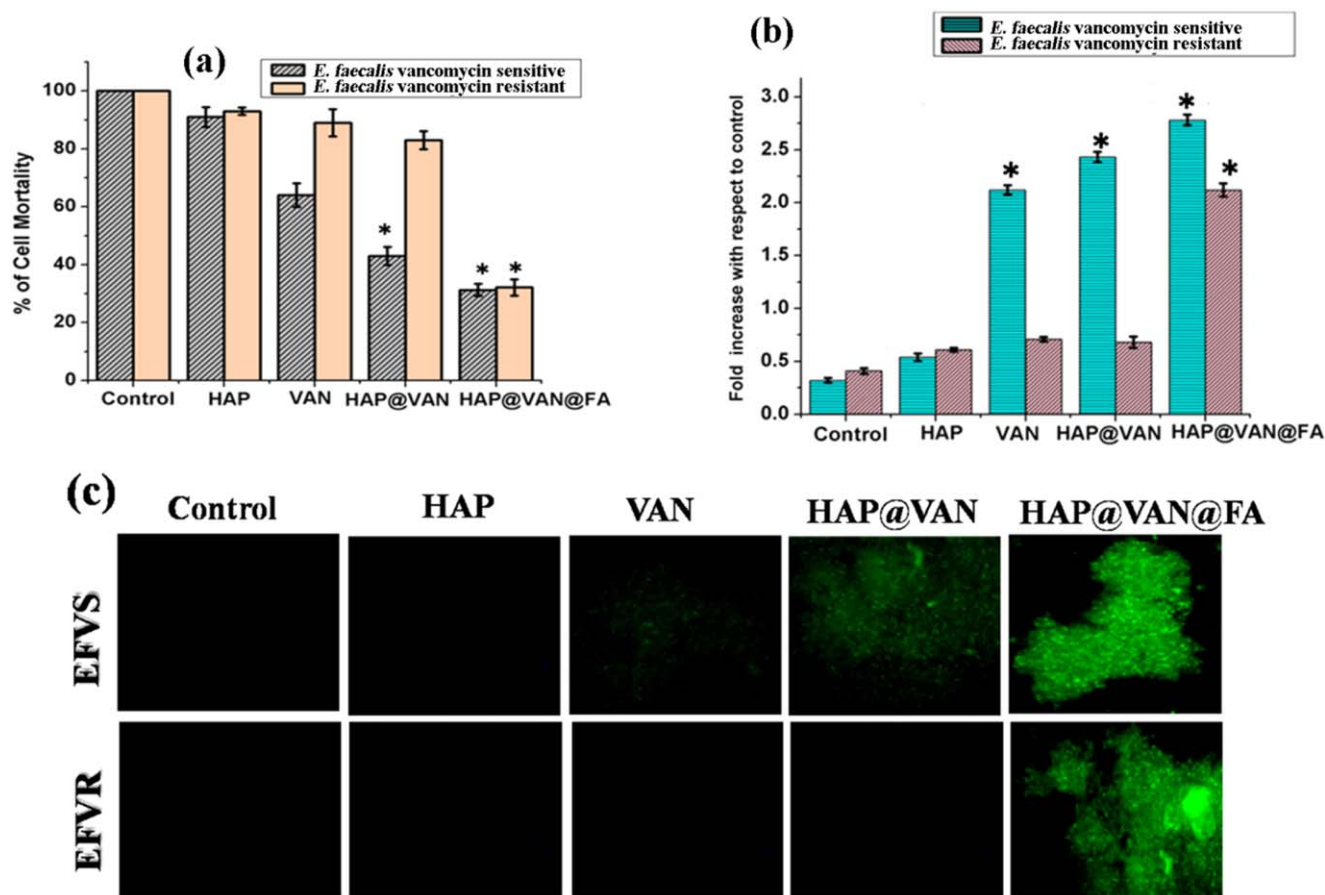 (a)
E. faecalis vancomycin sensitive
E. faecalis vancomycin resistant
% of Cell Mortality
100
80
60
40
20
0
*
* *
Control HAP VAN HAP@VAN HAP@VAN@FA
(b)
E. faecalis vancomycin sensitive
E. faecalis vancomycin resistant
Fold increase with respect to control
3.0
2.5
2.0
1.5
1.0
0.5
0.0
* * * *
Control HAP VAN HAP@VAN HAP@VAN@FA
(c)
Control HAP VAN HAP@VAN HAP@VAN@FA
EFVS
EFVR